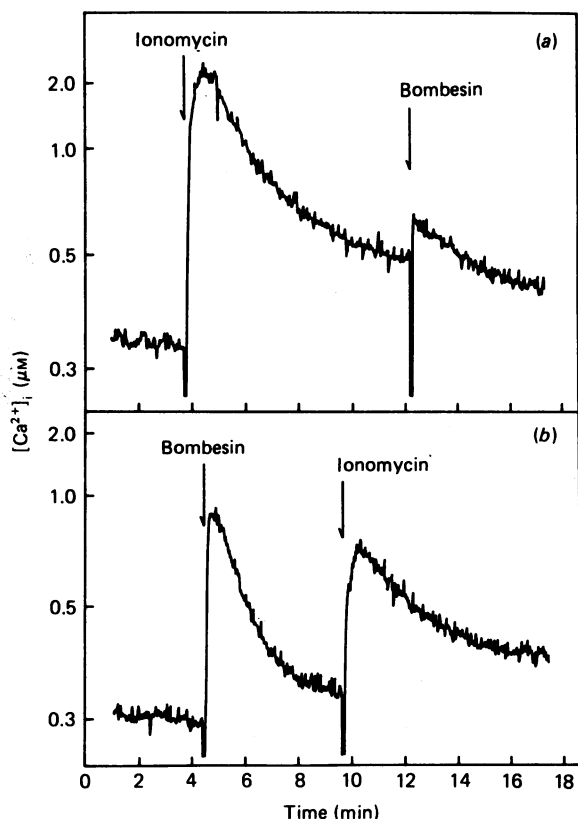 Ionomycin
(a)
2.0
Bombesin
1.0
0.5
0.3
[Ca²⁺]ᵢ (μM)
(b)
2.0
Bombesin
Ionomycin
1.0
0.5
0.3
0 2 4 6 8 10 12 14 16 18
Time (min)